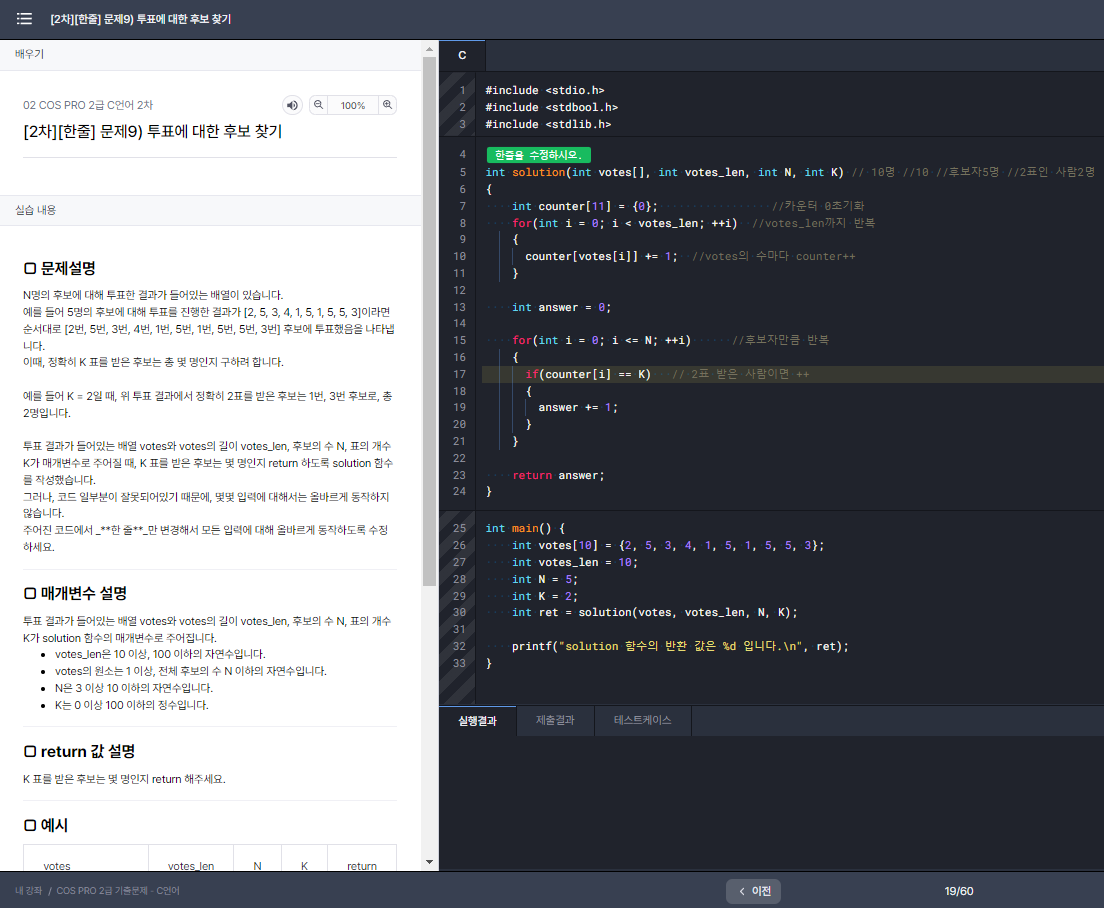 [2차][한줄] 문제9) 투표에 대한 후보 찾기
배우기
02 COS PRO 2급 C언어 2차
100%
[2차][한줄] 문제9) 투표에 대한 후보 찾기
실습 내용
문제설명
N명의 후보에 대해 투표한 결과가 들어있는 배열이 있습니다.
예를 들어 5명의 후보에 대해 투표를 진행한 결과가 [2, 5, 3, 4, 1, 5, 1, 5, 5, 3]이라면
순서대로 [2번, 5번, 3번, 4번, 1번, 5번, 1번, 5번, 5번, 3번] 후보에 투표했음을 나타냅
니다.
이때, 정확히 K 표를 받은 후보는 총 몇 명인지 구하려 합니다.
예를 들어 K = 2일 때, 위 투표 결과에서 정확히 2표를 받은 후보는 1번, 3번 후보로, 총
2명입니다.
투표 결과가 들어있는 배열 votes와 votes의 길이 votes_len, 후보의 수 N, 표의 개수
K가 매개변수로 주어질 때, K 표를 받은 후보는 몇 명인지 return 하도록 solution 함수
를 작성했습니다.
그러나, 코드 일부분이 잘못되어있기 때문에, 몇몇 입력에 대해서는 올바르게 동작하지
않습니다.
주어진 코드에서 _**한 줄**_만 변경해서 모든 입력에 대해 올바르게 동작하도록 수정
하세요.
매개변수 설명
투표 결과가 들어있는 배열 votes와 votes의 길이 votes_len, 후보의 수 N, 표의 개수
K가 solution 함수의 매개변수로 주어집니다.
votes_len은 10 이상, 100 이하의 자연수입니다.
votes의 원소는 1 이상, 전체 후보의 수 N 이하의 자연수입니다.
N은 3 이상 10 이하의 자연수입니다.
K는 0 이상 100 이하의 정수입니다.
return 값 설명
K 표를 받은 후보는 몇 명인지 return 해주세요.
예시
votes votes_len N K return
C
1 #include <stdio.h>
2 #include <stdbool.h>
3 #include <stdlib.h>
4 한줄을 수정하시오.
5 int solution(int votes[], int votes_len, int N, int K) // 10명 //10 //후보자5명 //2표인 사람2명
6 {
7 int counter[11] = {0}; //카운터 0초기화
8 for(int i = 0; i < votes_len; ++i) //votes_len까지 반복
9 {
10 counter[votes[i]] += 1; //votes의 수마다 counter++
11 }
12
13 int answer = 0;
14
15 for(int i = 0; i <= N; ++i) //후보자만큼 반복
16 {
17 if(counter[i] == K) // 2표 받은 사람이면 ++
18 {
19 answer += 1;
20 }
21 }
22
23 return answer;
24 }
25 int main() {
26 int votes[10] = {2, 5, 3, 4, 1, 5, 1, 5, 5, 3};
27 int votes_len = 10;
28 int N = 5;
29 int K = 2;
30 int ret = solution(votes, votes_len, N, K);
31
32 printf("solution 함수의 반환 값은 %d 입니다.\n", ret);
33 }
실행결과 제출결과 테스트케이스
내 강좌 / COS PRO 2급 기출문제 - C언어
< 이전
19/60